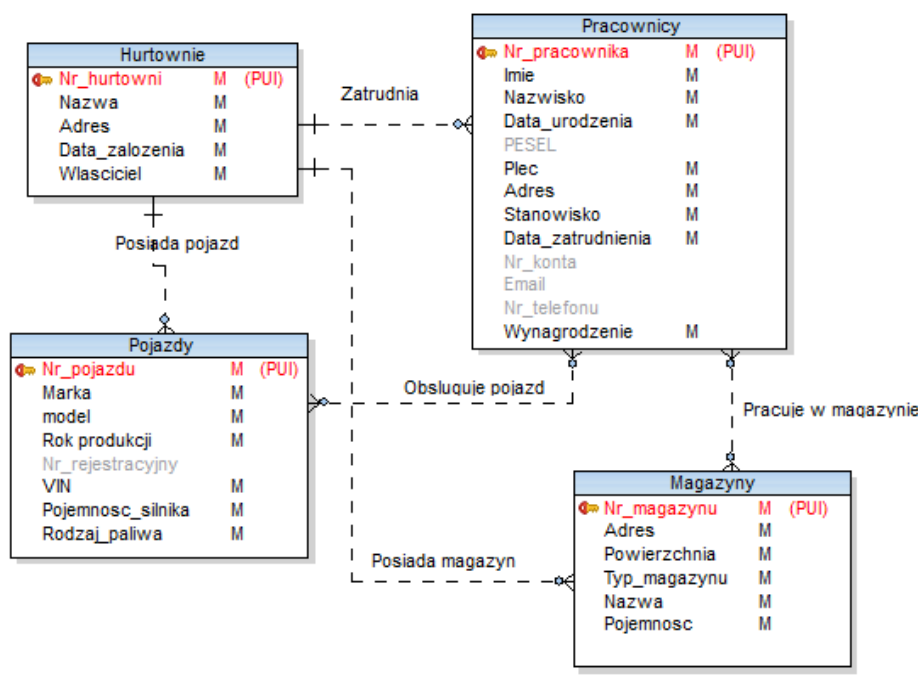 Hurtownie
Nr_hurtowni M (PUI)
Nazwa M
Adres M
Data_zalozenia M
Wlasciciel M
Zatrudnia
Pracownicy
Nr_pracownika M (PUI)
Imie M
Nazwisko M
Data_urodzenia M
PESEL
Plec M
Adres M
Stanowisko M
Data_zatrudnienia M
Nr_konta
Email
Nr_telefonu
Wynagrodzenie M
Posiada pojazd
Pojazdy
Nr_pojazdu M (PUI)
Marka M
model M
Rok produkcji M
Nr_rejestracyjny
VIN M
Pojemnosc_silnika M
Rodzaj_paliwa M
Obsluguje pojazd
Pracuje w magazynie
Posiada magazyn
Magazyny
Nr_magazynu M (PUI)
Adres M
Powierzchnia M
Typ_magazynu M
Nazwa M
Pojemnosc M